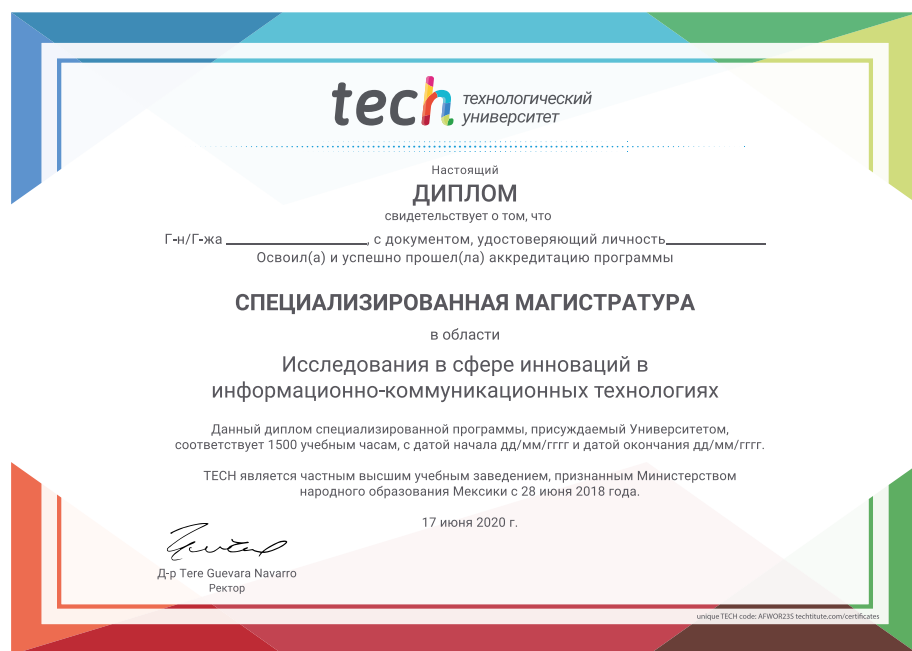 tech технологический
университет
Настоящий
ДИПЛОМ
свидетельствует о том, что
Г-н/Г-жа ____________________, с документом, удостоверяющий личность______________
Освоил(а) и успешно прошел(ла) аккредитацию программы
СПЕЦИАЛИЗИРОВАННАЯ МАГИСТРАТУРА
в области
Исследования в сфере инноваций в
информационно-коммуникационных технологиях
Данный диплом специализированной программы, присуждаемый Университетом,
соответствует 1500 учебным часам, с датой начала дд/мм/гггг и датой окончания дд/мм/гггг.
TECH является частным высшим учебным заведением, признанным Министерством
народного образования Мексики с 28 июня 2018 года.
17 июня 2020 г.
Д-р Tere Guevara Navarro
Ректор
unique TECH code: AFWOR23S techtitute.com/certificates